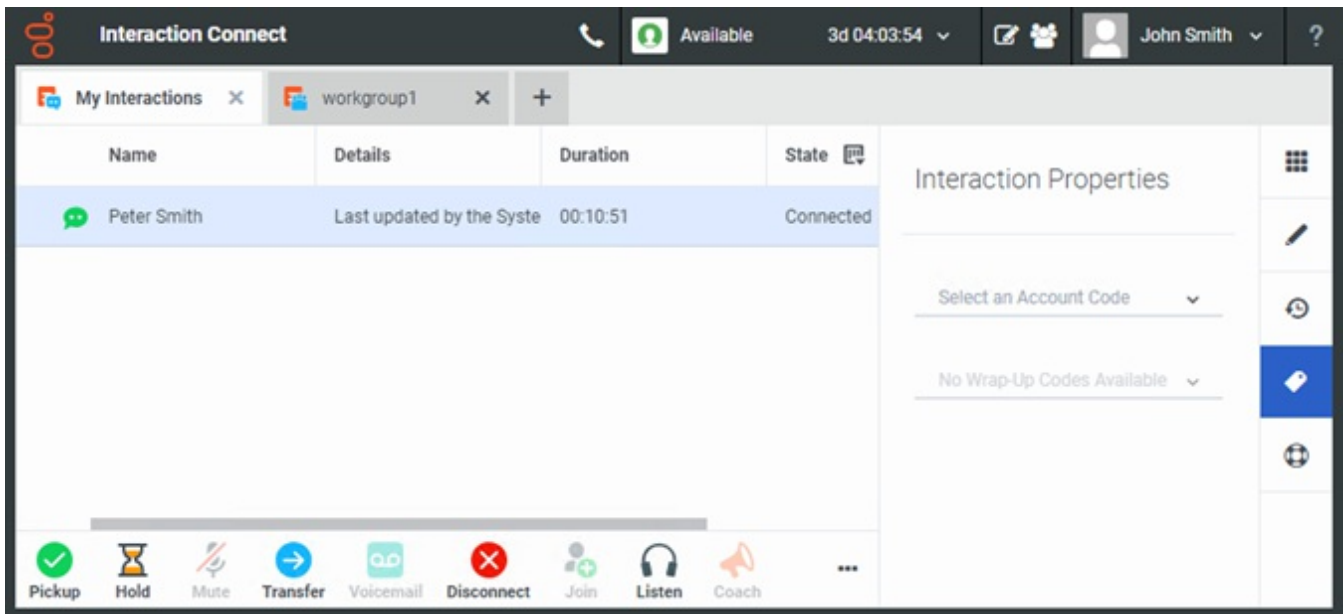 Interaction Connect
Available
3d 04:03:54
John Smith
?
My Interactions
workgroup1
Name Details Duration State
Peter Smith Last updated by the Syste 00:10:51 Connected
Interaction Properties
Select an Account Code
No Wrap-Up Codes Available
Pickup Hold Mute Transfer Voicemail Disconnect Join Listen Coach